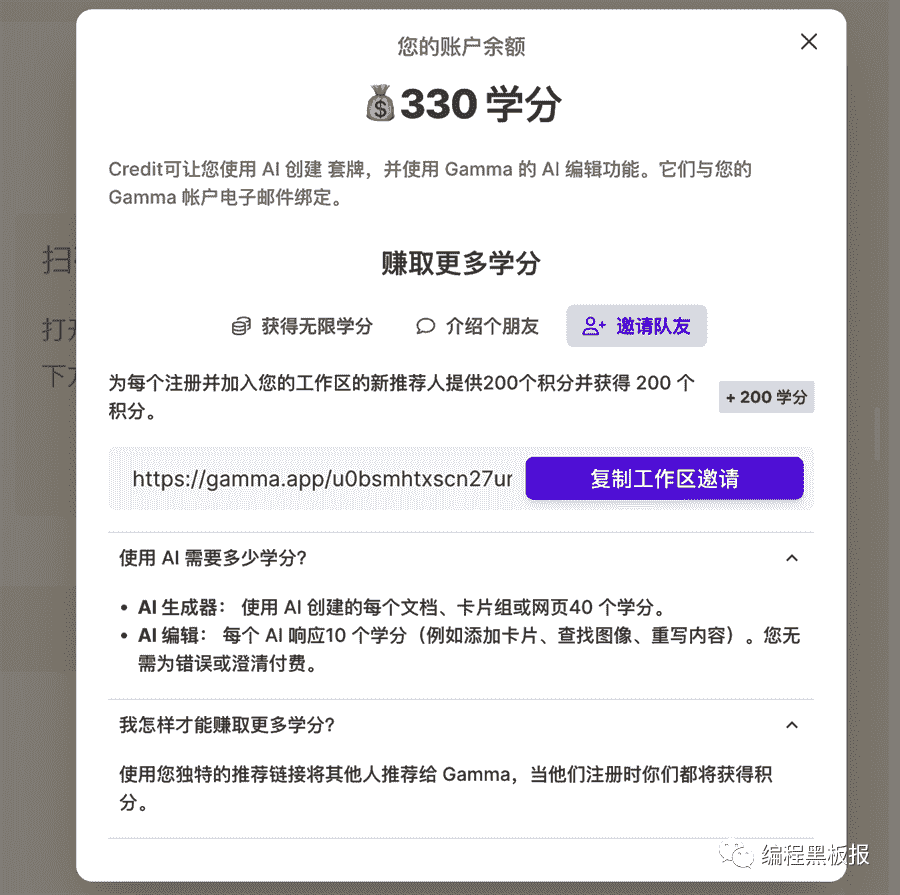 您的账户余额
330 学分
Credit可让您使用 AI 创建 套牌，并使用 Gamma 的 AI 编辑功能。它们与您的
Gamma 帐户电子邮件绑定。
赚取更多学分
获得无限学分 介绍个朋友 邀请队友
为每个注册并加入您的工作区的新推荐人提供200个积分并获得 200 个
积分。
+ 200 学分
https://gamma.app/u0bsmhtxscn27ur 复制工作区邀请
使用 AI 需要多少学分?
• AI 生成器： 使用 AI 创建的每个文档、卡片组或网页40 个学分。
• AI 编辑： 每个 AI 响应10 个学分（例如添加卡片、查找图像、重写内容）。您无
需为错误或澄清付费。
我怎样才能赚取更多学分?
使用您独特的推荐链接将其他人推荐给 Gamma，当他们注册时你们都将获得积
分。
扫
打开
下方
编程黑板报